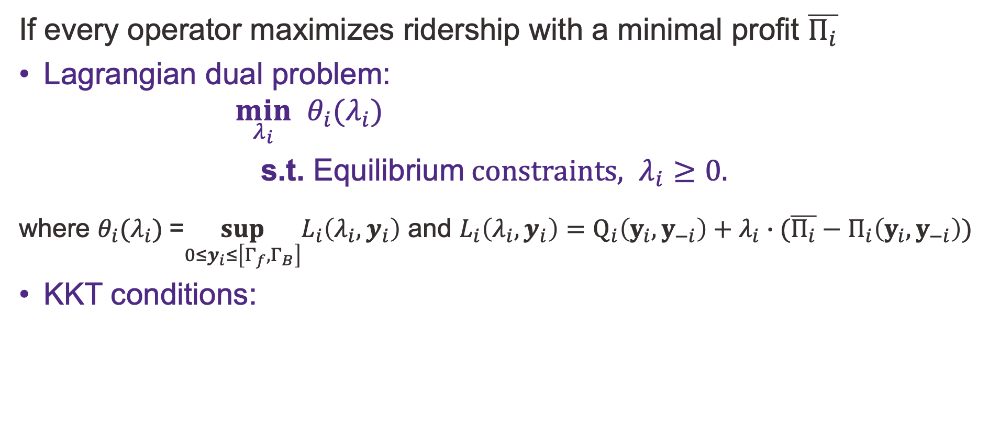 If every operator maximizes ridership with a minimal profit $\overline{\Pi_i}$
• Lagrangian dual problem:
$\min_{\lambda_i} \ \theta_i(\lambda_i)$
s.t. Equilibrium constraints, $\lambda_i \geq 0.$
where $\theta_i(\lambda_i) = \sup_{0 \leq \boldsymbol{y}_i \leq [\Gamma_f, \Gamma_B]} L_i(\lambda_i, \boldsymbol{y}_i)$ and $L_i(\lambda_i, \boldsymbol{y}_i) = \mathrm{Q}_i(\mathbf{y}_i, \mathbf{y}_{-i}) + \lambda_i \cdot (\overline{\Pi_i} - \Pi_i(\mathbf{y}_i, \mathbf{y}_{-i}))$
• KKT conditions: